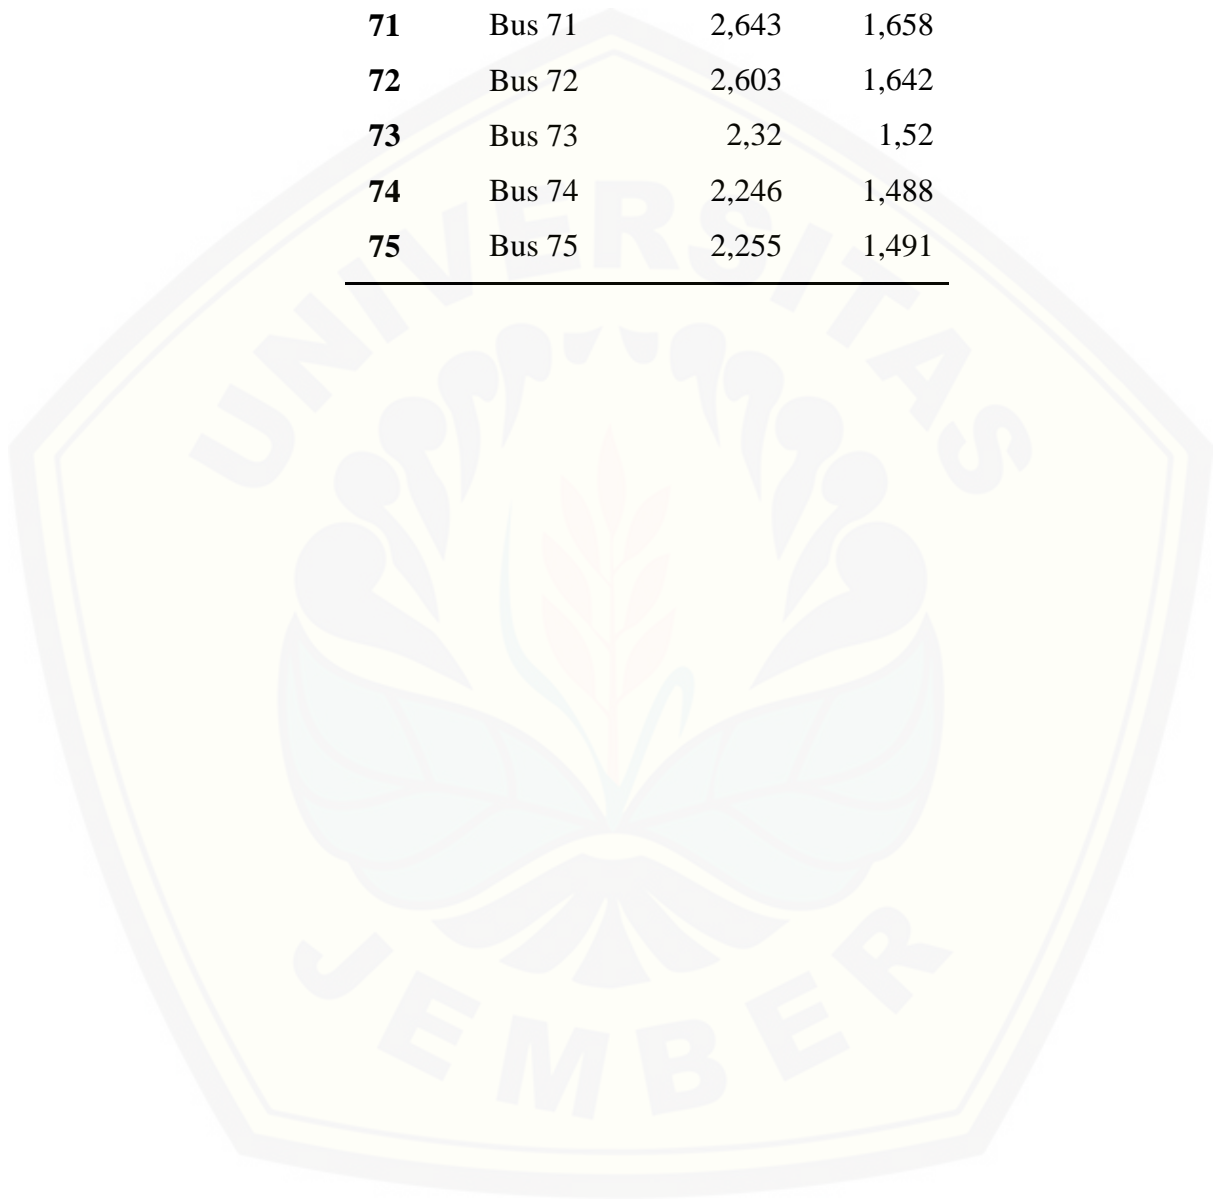 71 Bus 71 2,643 1,658
72 Bus 72 2,603 1,642
73 Bus 73 2,32 1,52
74 Bus 74 2,246 1,488
75 Bus 75 2,255 1,491
UNIVERSITAS
JEMBER